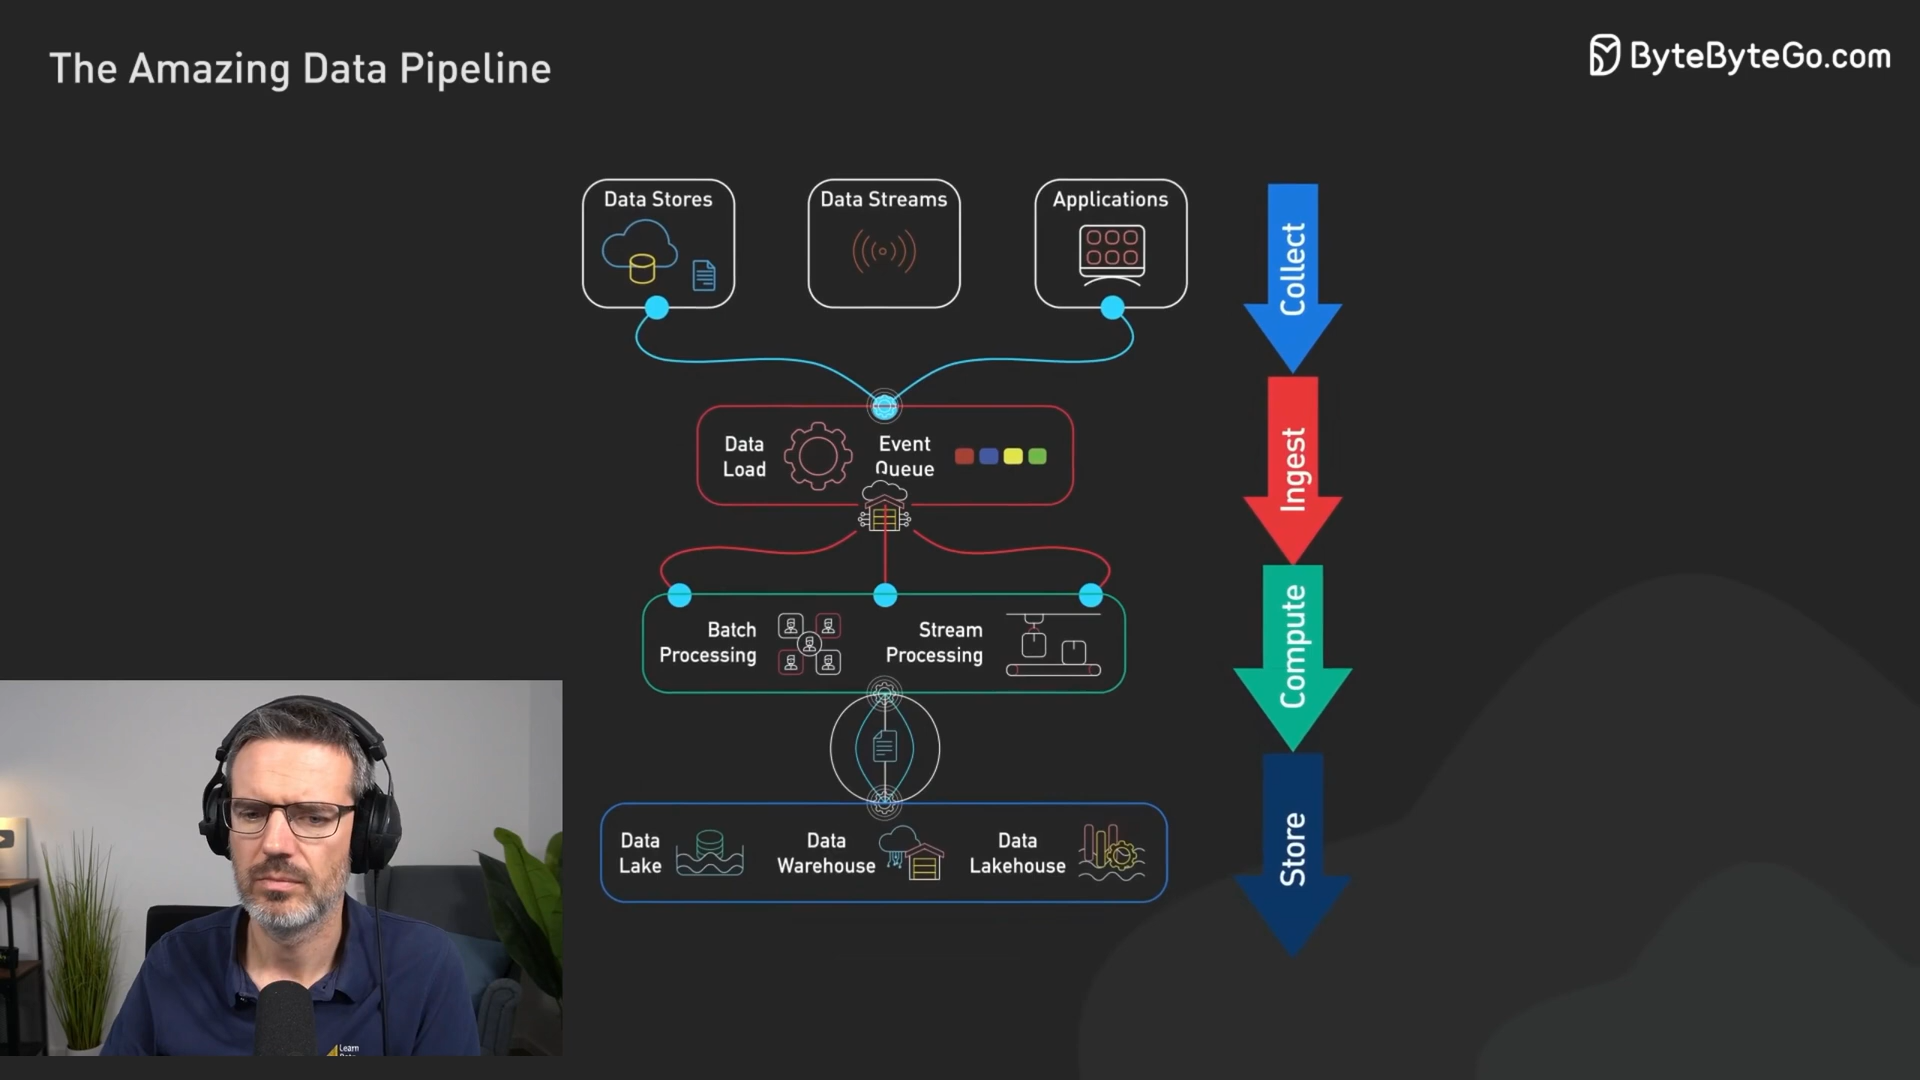 The Amazing Data Pipeline
ByteByteGo.com
Data Stores
Data Streams
Applications
Collect
Data
Load
Event
Queue
Ingest
Batch
Processing
Stream
Processing
Compute
Data
Lake
Data
Warehouse
Data
Lakehouse
Store
Learn